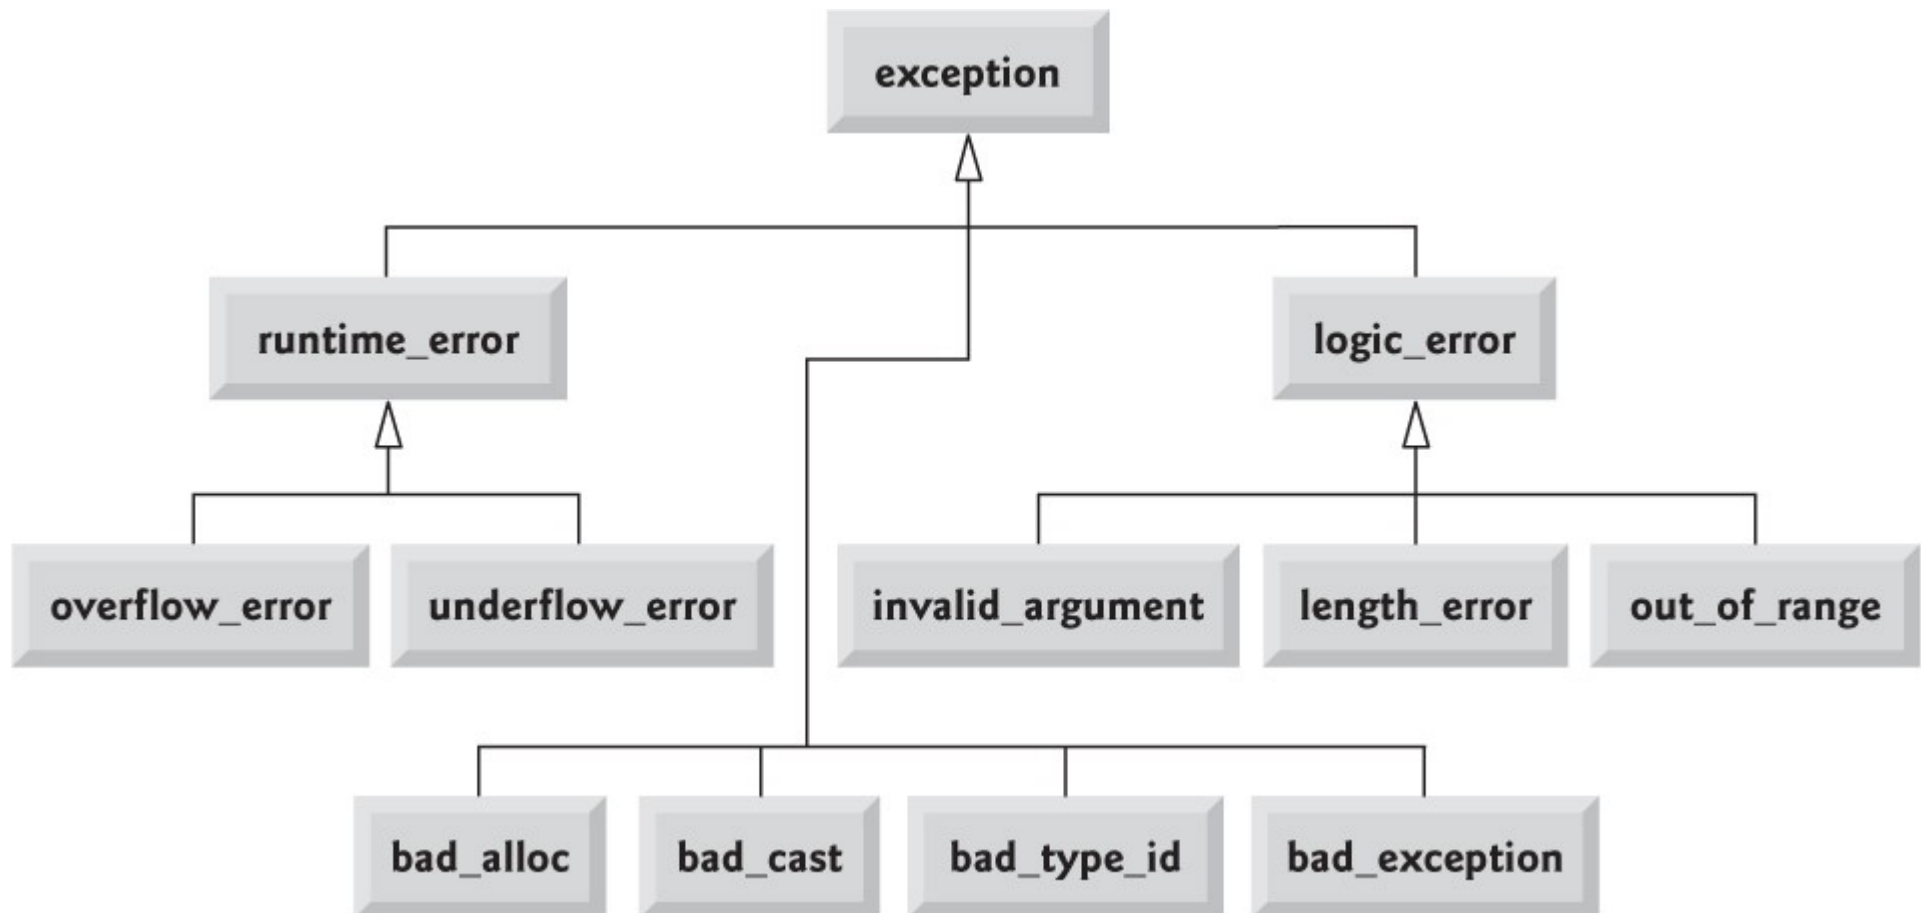 exception
runtime_error
logic_error
overflow_error
underflow_error
invalid_argument
length_error
out_of_range
bad_alloc
bad_cast
bad_type_id
bad_exception